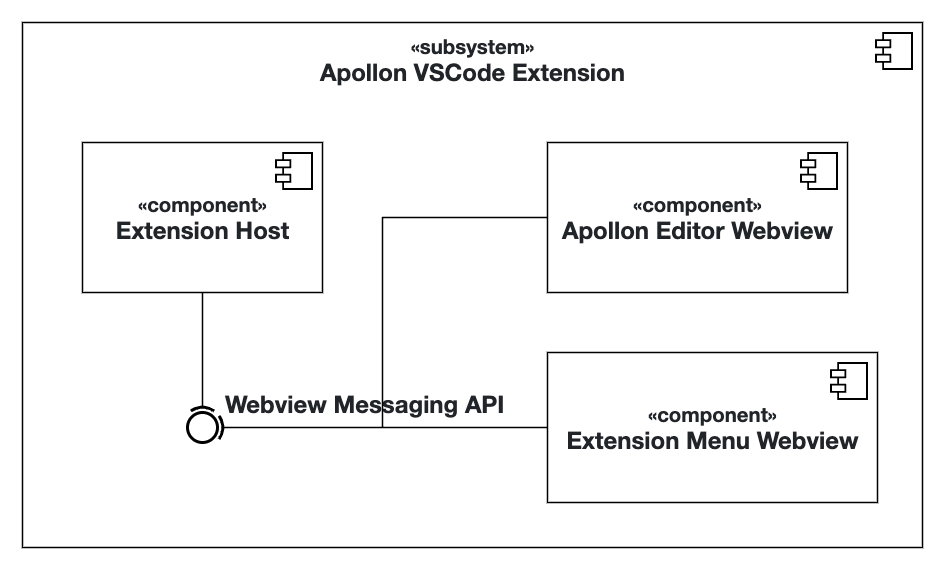 «subsystem»
Apollon VSCode Extension
«component»
Extension Host
«component»
Apollon Editor Webview
Webview Messaging API
«component»
Extension Menu Webview